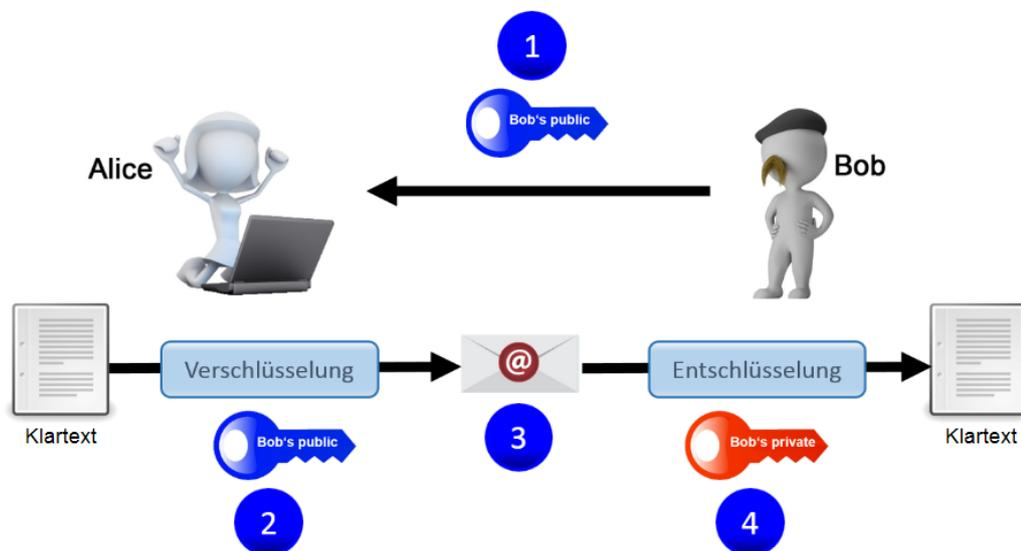 1
Bob's public
Alice
Bob
Verschlüsselung
@
Entschlüsselung
Klartext
Bob's public
3
Bob's private
Klartext
2
4